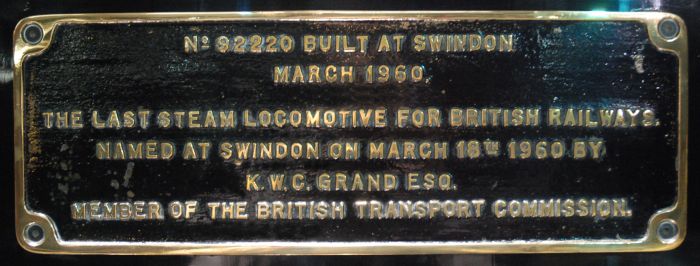 Nº 92220 BUILT AT SWINDON
MARCH 1960.
THE LAST STEAM LOCOMOTIVE FOR BRITISH RAILWAYS.
NAMED AT SWINDON ON MARCH 18TH 1960 BY
K.W.C. GRAND ESQ.
MEMBER OF THE BRITISH TRANSPORT COMMISSION.